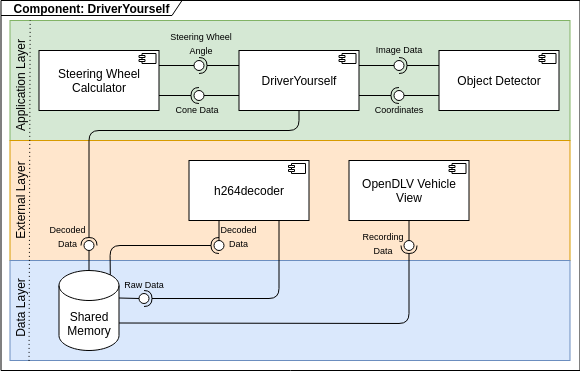 Component: DriverYourself
Application Layer
Steering Wheel
Angle
Image Data
Steering Wheel
Calculator
DriverYourself
Object Detector
Cone Data
Coordinates
External Layer
h264decoder
OpenDLV Vehicle
View
Decoded
Data
Decoded
Data
Recording
Data
Data Layer
Raw Data
Shared
Memory